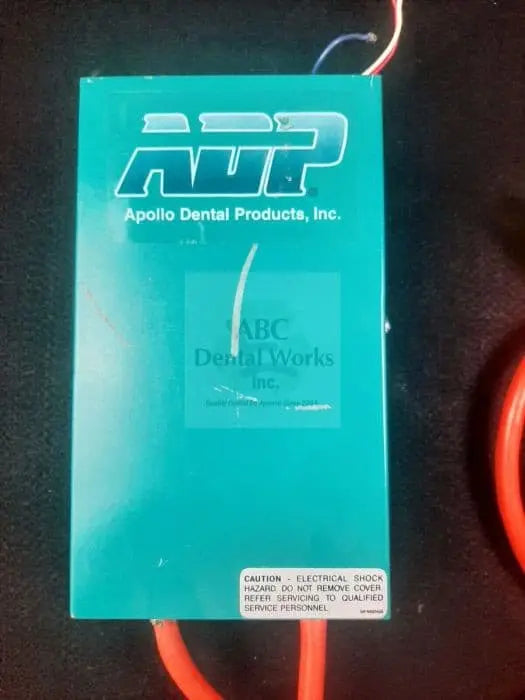 ADP
Apollo Dental Products, Inc.
ABC
Dental Works
Inc.
CAUTION - ELECTRICAL SHOCK
HAZARD. DO NOT REMOVE COVER.
REFER SERVICING TO QUALIFIED
SERVICE PERSONNEL.